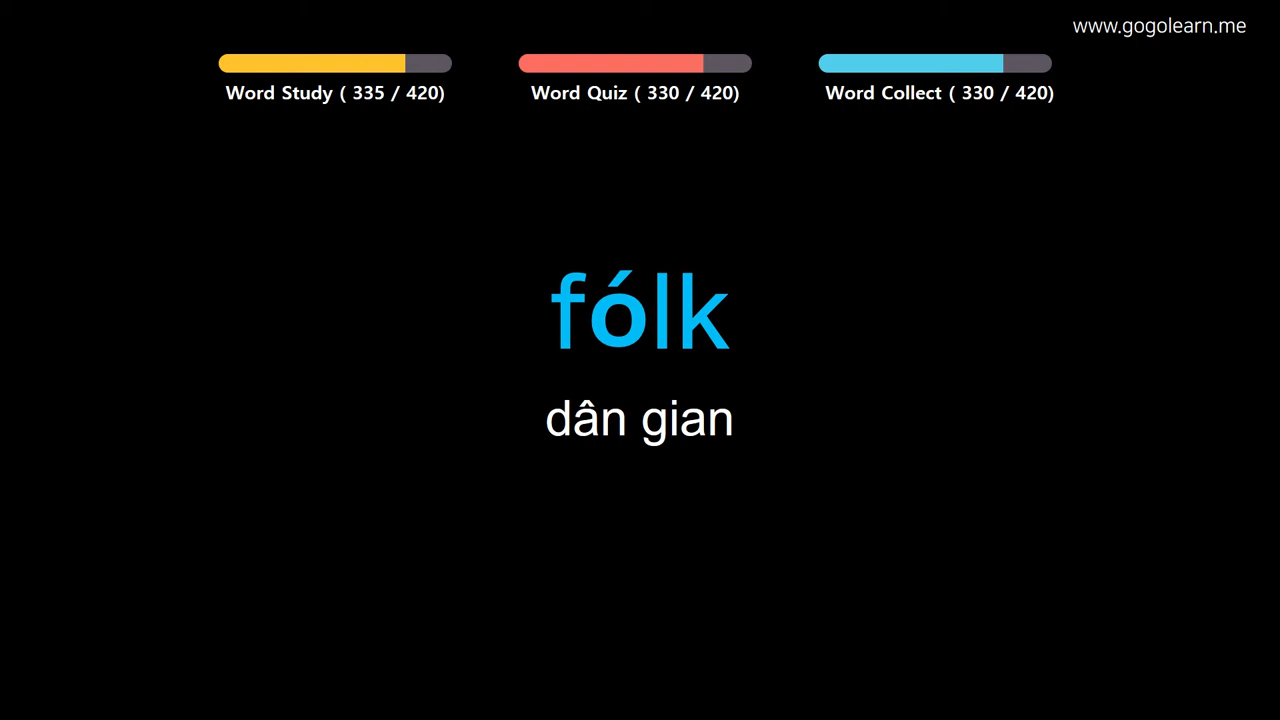 www.gogolearn.me
Word Study ( 335 / 420)
Word Quiz ( 330 / 420)
Word Collect ( 330 / 420)
fólk
dân gian